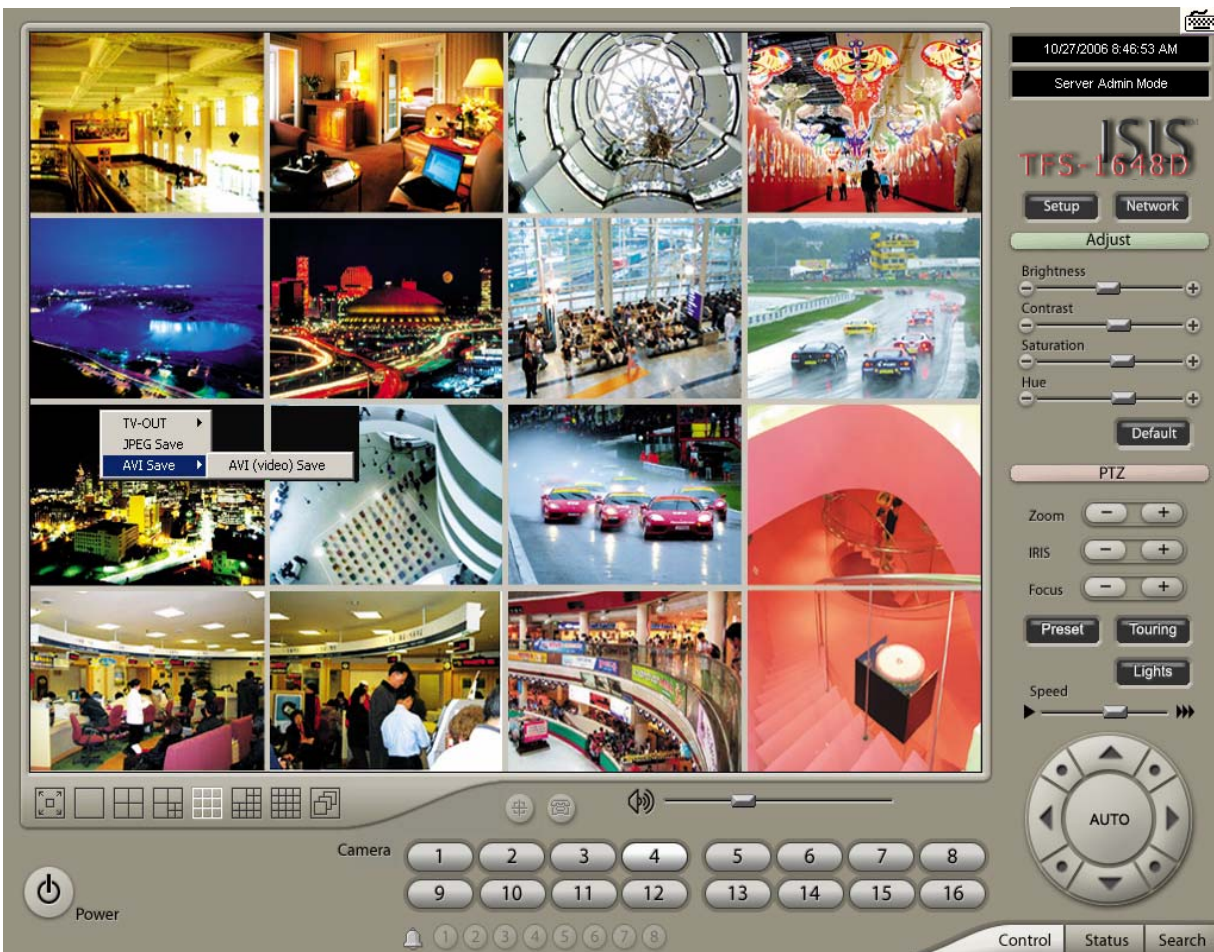 10/27/2006 8:46:53 AM
Server Admin Mode
ISIS
TFS-1648D
Setup
Network
Adjust
Brightness
Contrast
Saturation
Hue
Default
TV-OUT
JPEG Save
AVI Save
AVI (video) Save
PTZ
Zoom
IRIS
Focus
Preset
Touring
Lights
Speed
AUTO
Camera
1 2 3 4 5 6 7 8
9 10 11 12 13 14 15 16
Power
1 2 3 4 5 6 7 8
Control Status Search